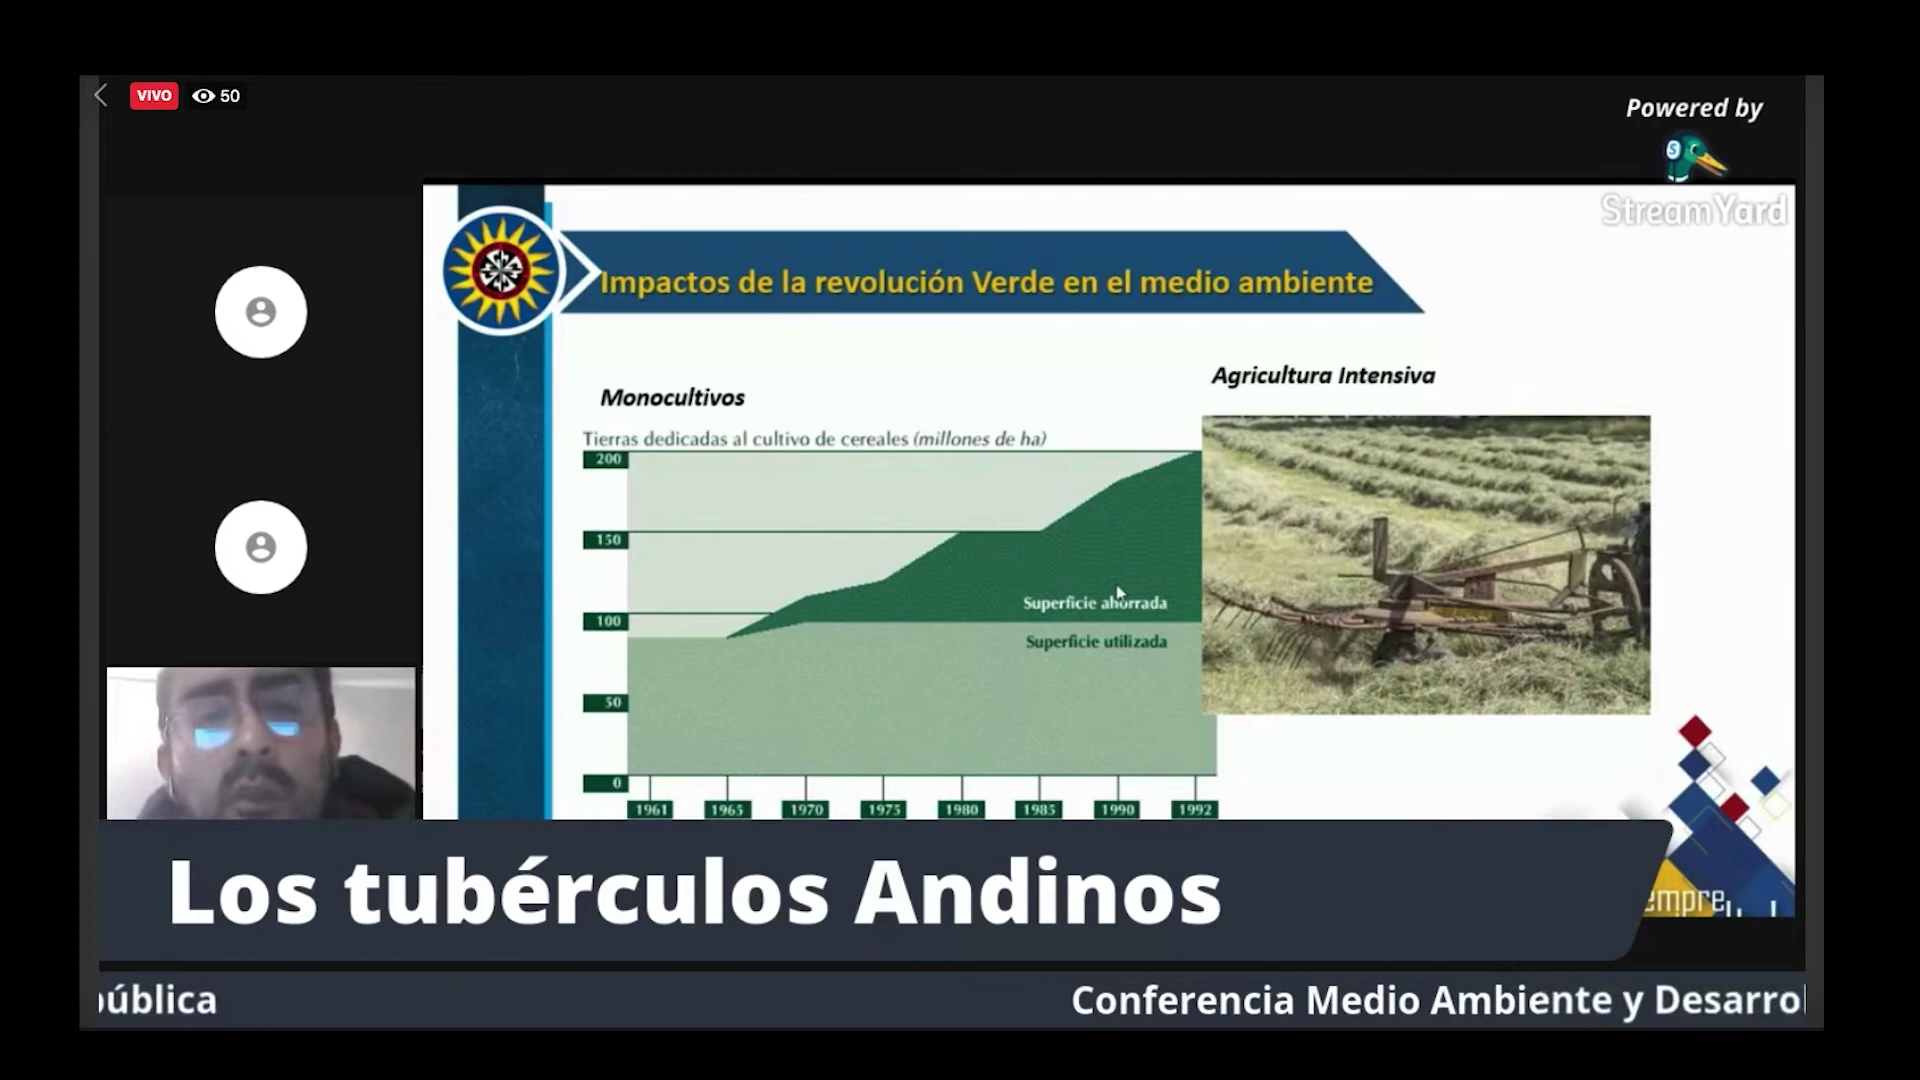 VIVO 50
Powered by
StreamYard
Impactos de la revolución Verde en el medio ambiente
Monocultivos
Agricultura Intensiva
Tierras dedicadas al cultivo de cereales (millones de ha)
200
150
100
50
0
Superficie ahorrada
Superficie utilizada
1961 1965 1970 1975 1980 1985 1990 1992
empre
Los tubérculos Andinos
pública
Conferencia Medio Ambiente y Desarrol